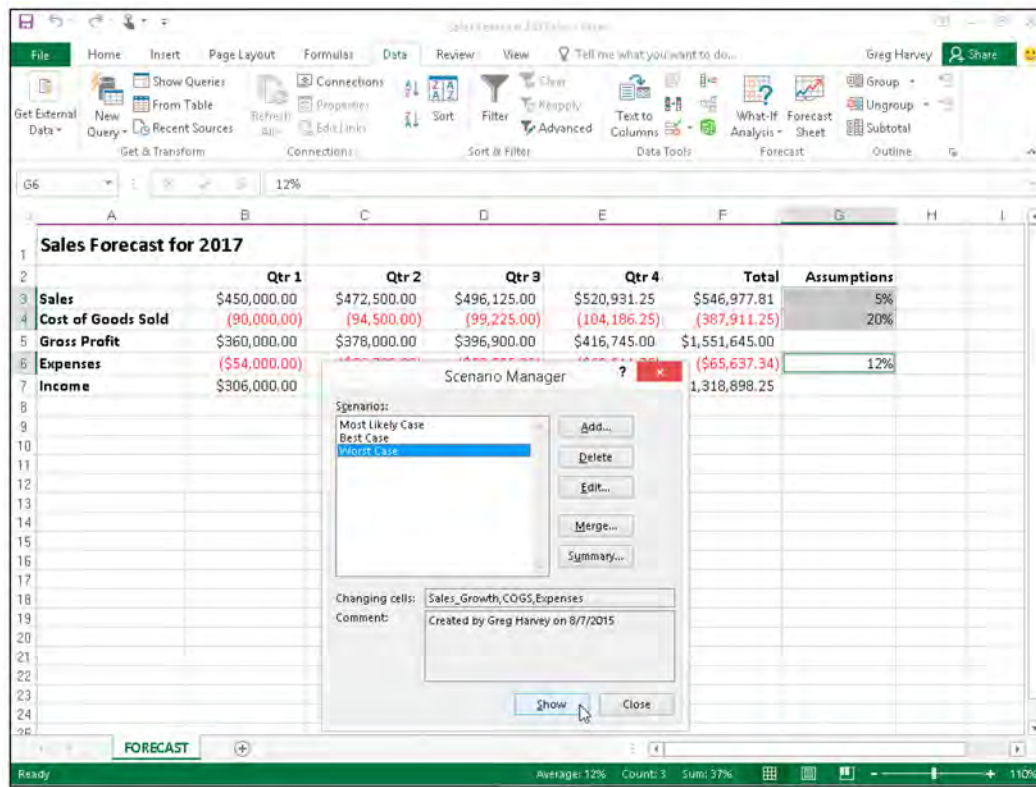 File Home Insert Page Layout Formulas Data Review View Tell me what you want to do... Greg Harvey Share
Get External Data
New Query
Show Queries
From Table
Recent Sources
Get & Transform
Refresh All
Connections
Properties
Edit Links
Connections
Sort
Filter
Clear
Reapply
Advanced
Sort & Filter
Text to Columns
Data Tools
What-If Analysis
Forecast Sheet
Forecast
Group
Ungroup
Subtotal
Outline
G6 12%
A B C D E F G H I
1 Sales Forecast for 2017
2 Qtr 1 Qtr 2 Qtr 3 Qtr 4 Total Assumptions
3 Sales $450,000.00 $472,500.00 $496,125.00 $520,931.25 $546,977.81 5%
4 Cost of Goods Sold (90,000.00) (94,500.00) (99,225.00) (104,186.25) (387,911.25) 20%
5 Gross Profit $360,000.00 $378,000.00 $396,900.00 $416,745.00 $1,551,645.00
6 Expenses ($54,000.00) ($65,637.34) 12%
7 Income $306,000.00 1,318,898.25
8
9
10
11
12
13
14
15
16
17
18
19
20
21
22
23
24
25
Scenario Manager ?
Scenarios:
Most Likely Case
Best Case
Worst Case
Add...
Delete
Edit...
Merge...
Summary...
Changing cells: Sales_Growth,COGS,Expenses
Comment: Created by Greg Harvey on 8/7/2015
Show Close
FORECAST
Ready Average: 12% Count: 3 Sum: 37% 110%